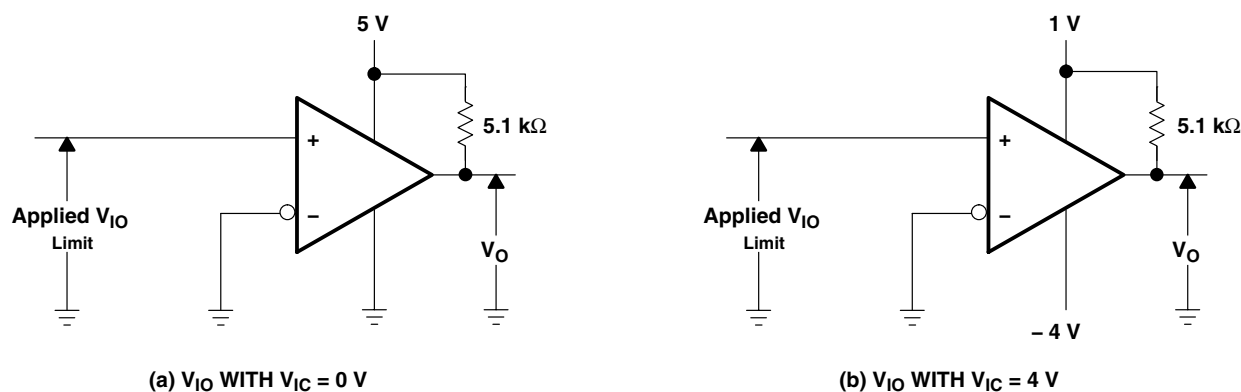 5 V
5.1 kΩ
+
−
Applied VIO
Limit
VO
(a) VIO WITH VIC = 0 V
1 V
5.1 kΩ
+
−
Applied VIO
Limit
VO
– 4 V
(b) VIO WITH VIC = 4 V